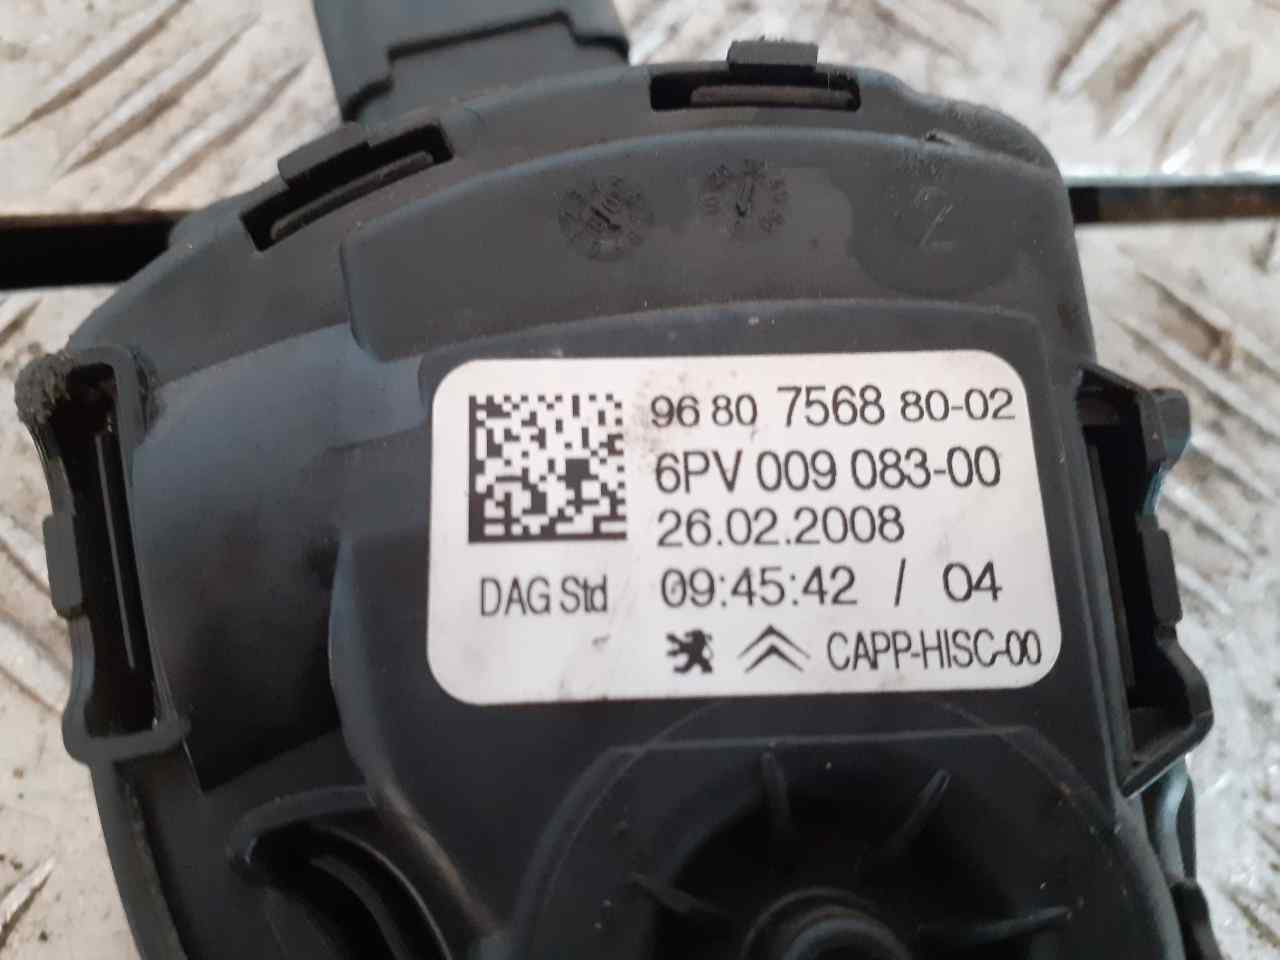 2
96 80 7568 80-02
6PV 009 083-00
26.02.2008
DAG Std 09:45:42 / 04
CAPP-HISC-00